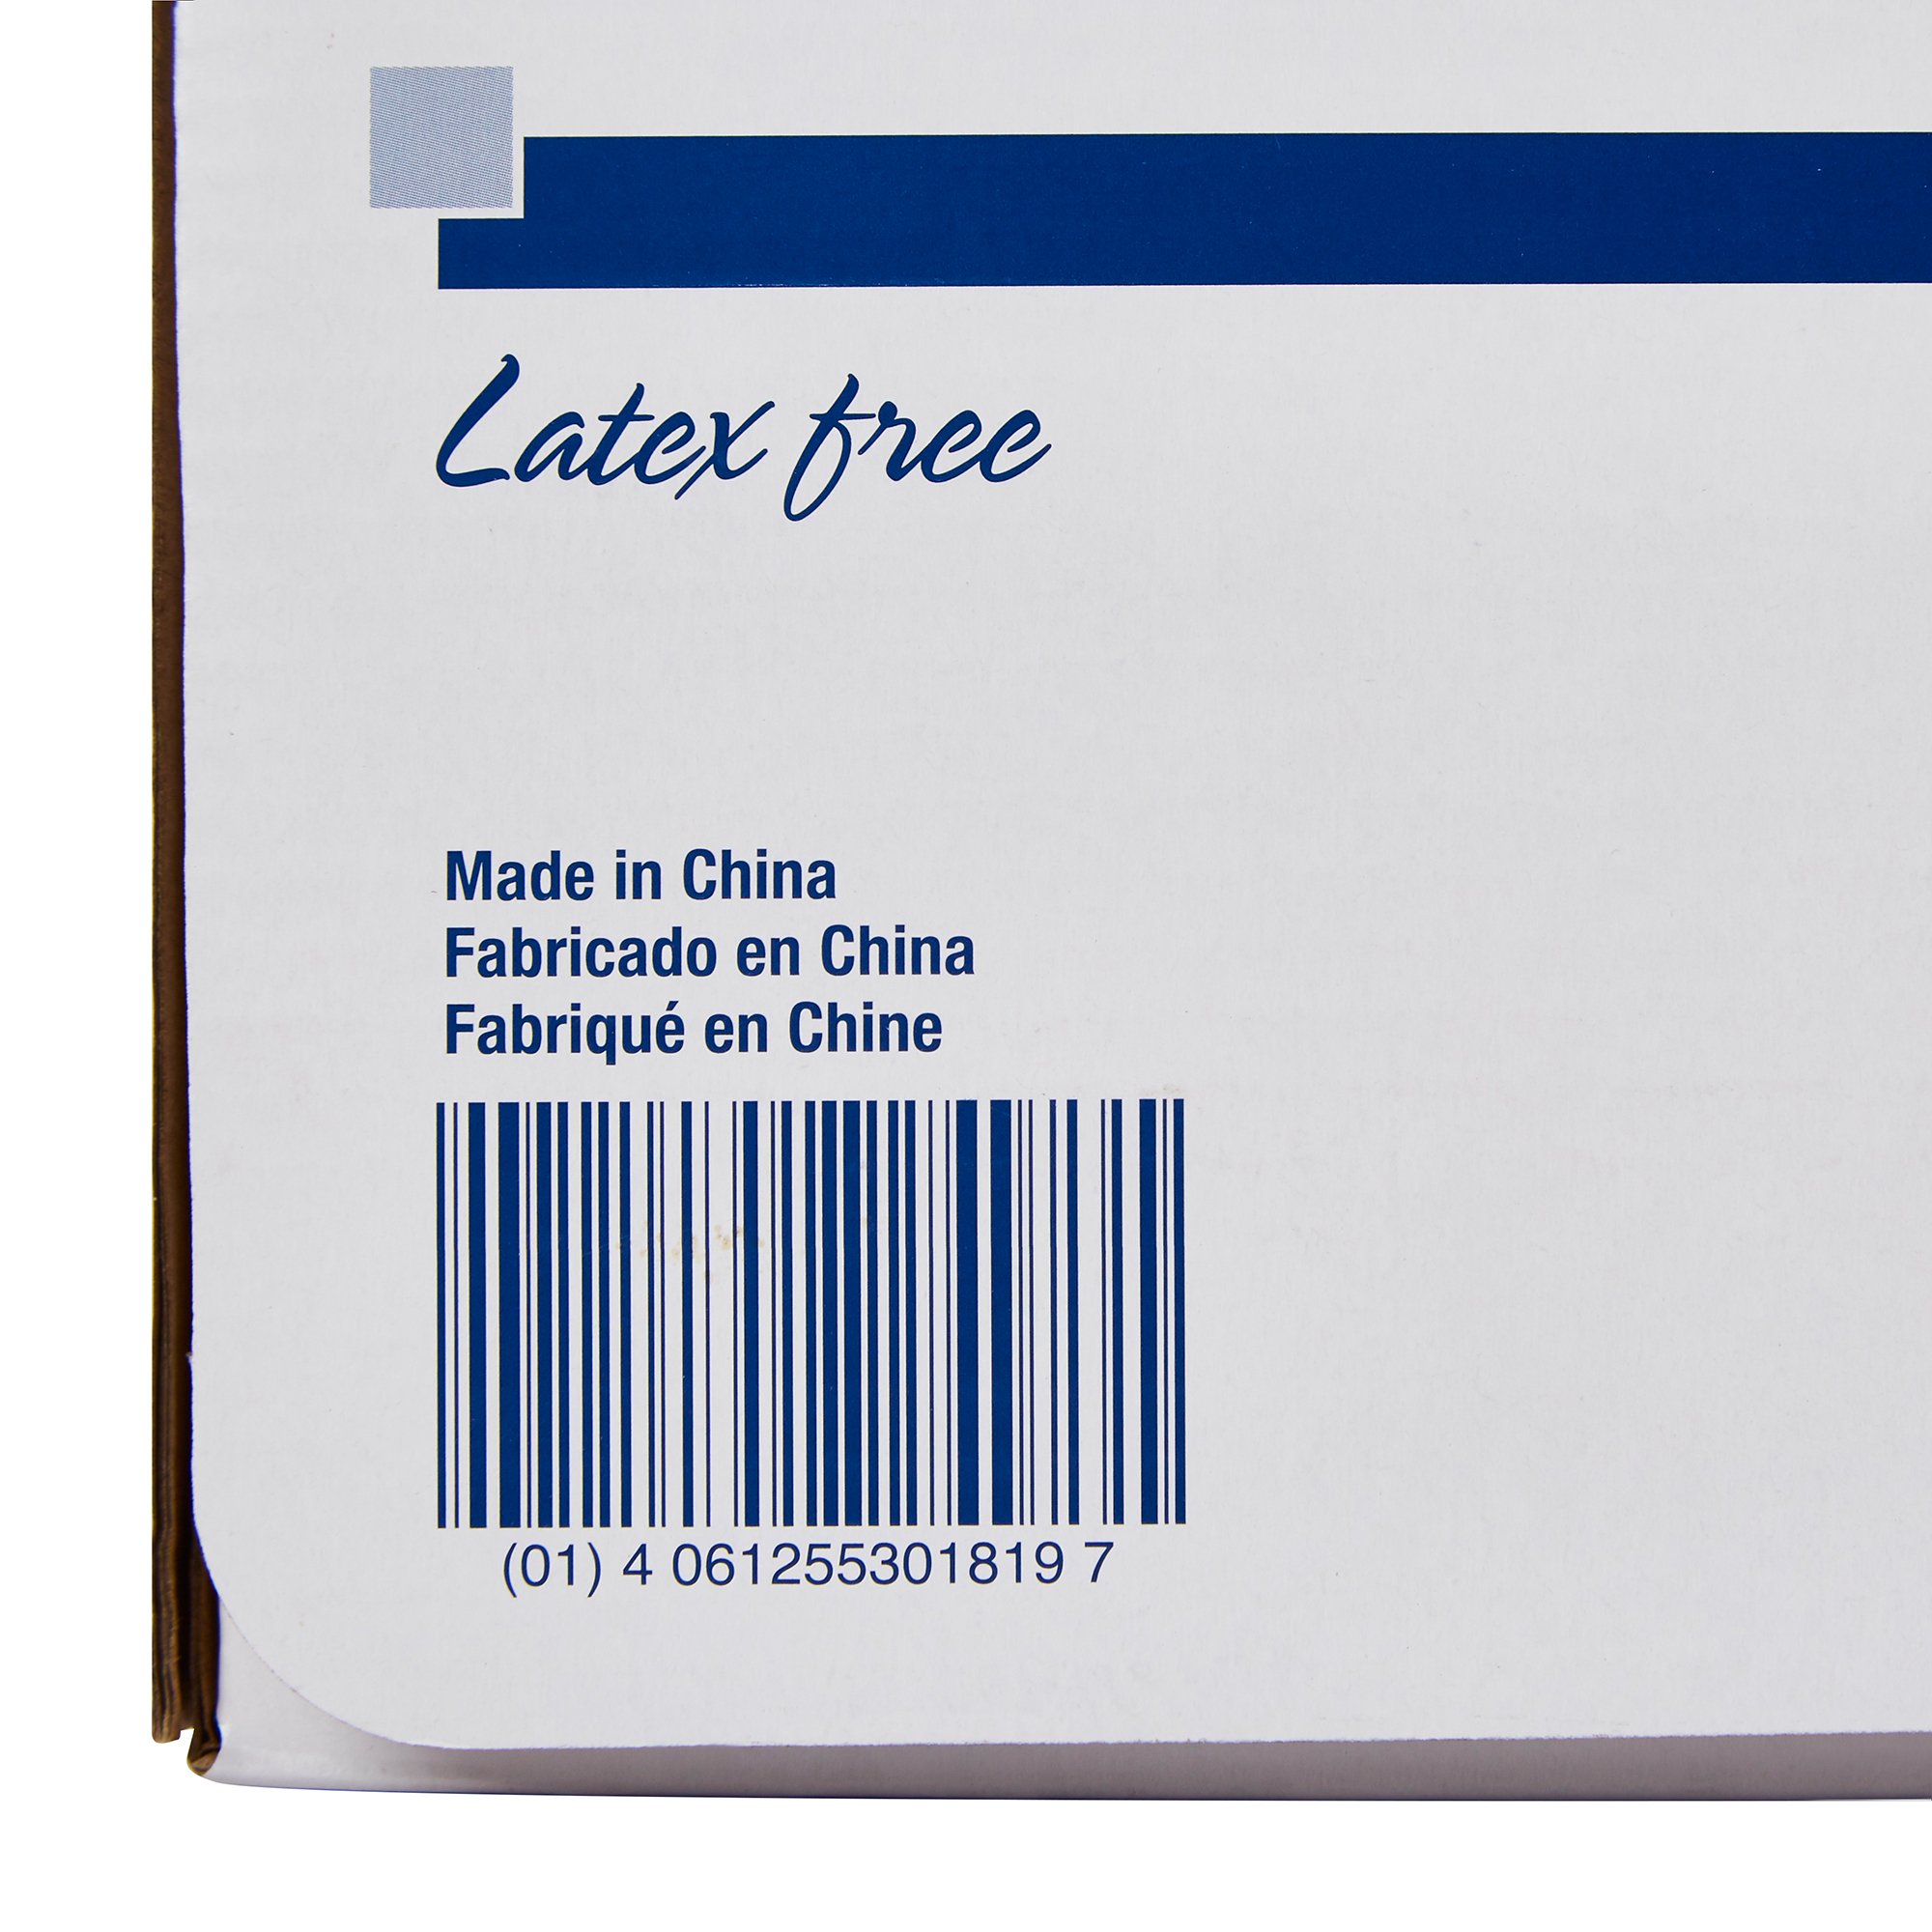 Latex free
Made in China
Fabricado en China
Fabriqué en Chine
(01) 4 061255301819 7